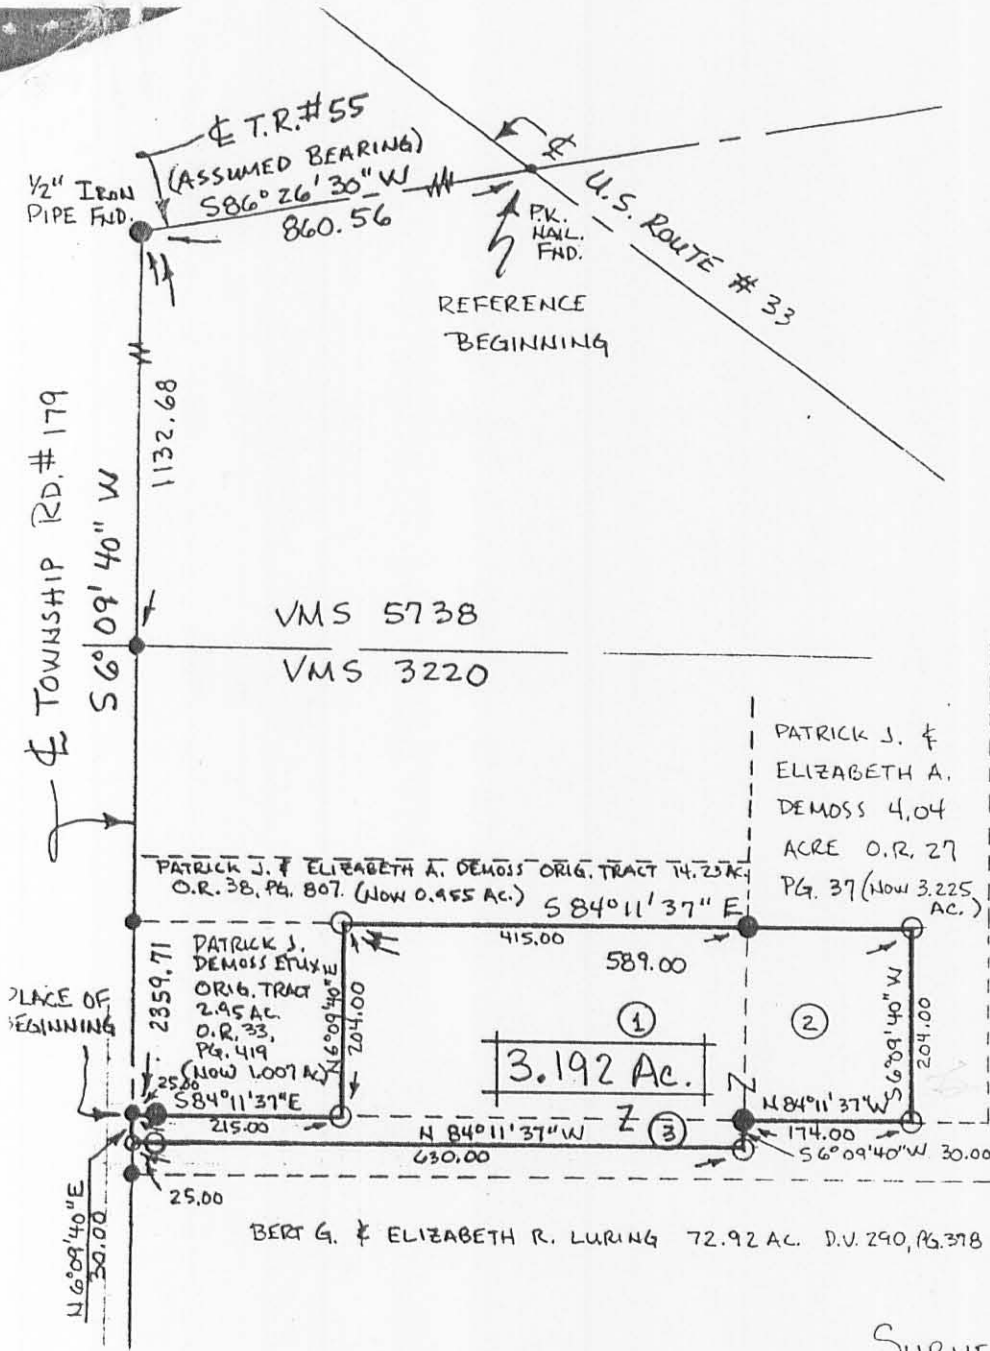 ℄ T.R.#55
(ASSUMED BEARING)
S86° 26' 30" W
860.56
1/2" IRON
PIPE FND.
℄
U.S. ROUTE # 33
P.K.
NAIL.
FND.
REFERENCE
BEGINNING
1132.68
℄ TOWNSHIP RD.# 179
S 6° 09' 40" W
VMS 5738
VMS 3220
PATRICK J. &
ELIZABETH A.
DEMOSS 4.04
ACRE O.R. 27
PG. 37 (NOW 3.225
AC.)
PATRICK J. & ELIZABETH A. DEMOSS ORIG. TRACT 14.23 AC.
O.R. 38, PG. 807. (NOW 0.455 AC.)
S 84° 11' 37" E
415.00
589.00
2359.71
PATRICK J.
DEMOSS ETUX
ORIG. TRACT
2.95 AC.
O.R. 33,
PG. 419
(NOW 1.007 AC)
N 6° 09' 40" E
204.00
1
2
3.192 AC.
S 6° 09' 40" W
204.00
PLACE OF
BEGINNING
25.00
S 84° 11' 37" E
215.00
Z
N 84° 11' 37" W
174.00
N 84° 11' 37" W
Z
3
630.00
S 6° 09' 40" W 30.00
25.00
N 6° 09' 40" E
30.00
BERT G. & ELIZABETH R. LURING 72.92 AC. D.V. 290, PG. 378